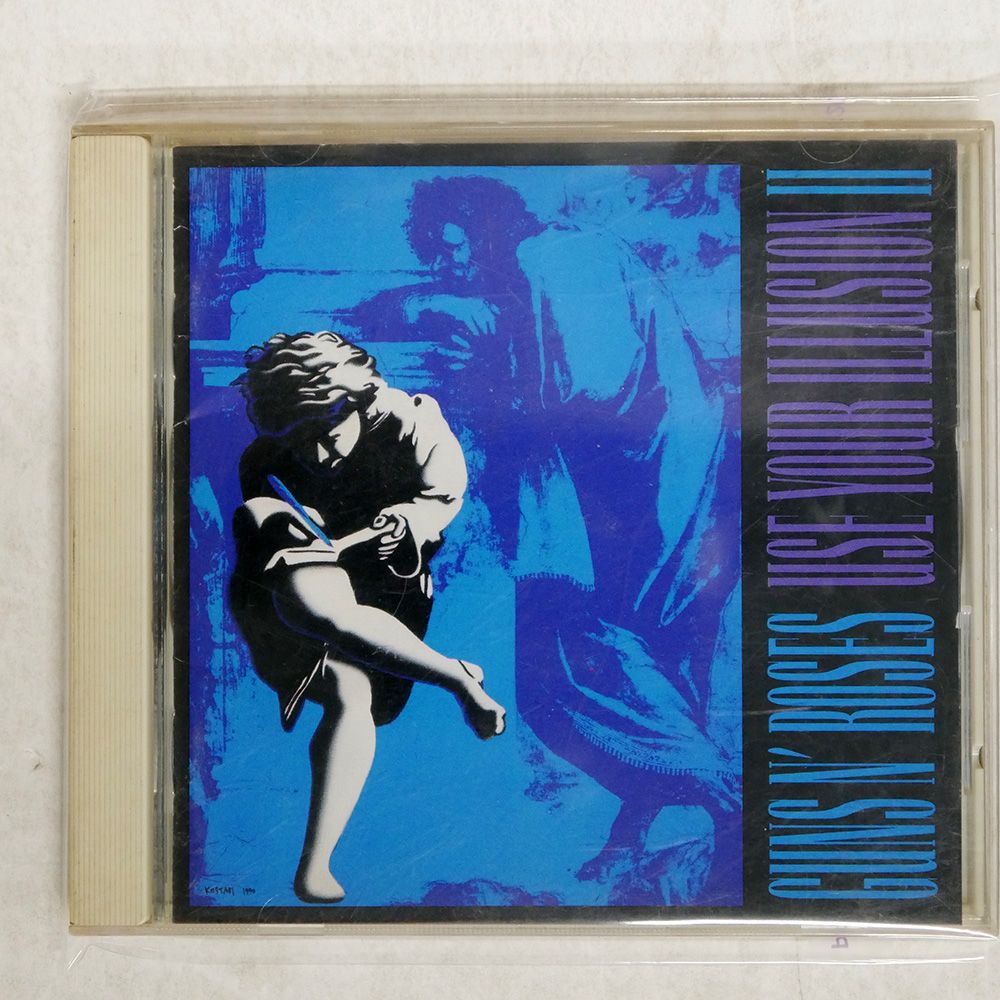 GUNS N' ROSES USE YOUR ILLUSION II
KOSTABI 1990